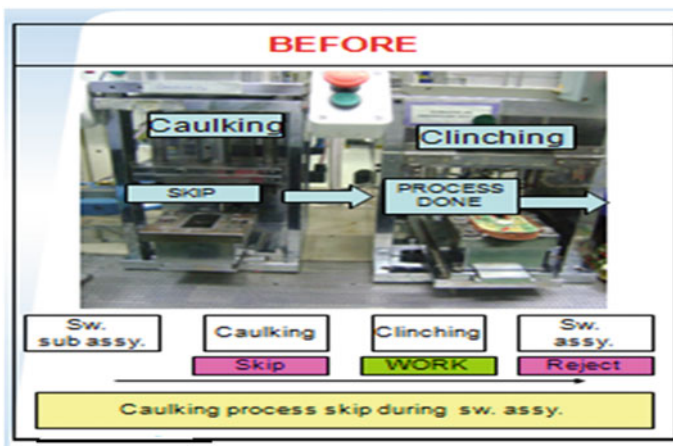 BEFORE
Caulking
Clinching
SKIP
PROCESS
DONE
Sw.
sub assy.
Caulking
Clinching
Sw.
assy.
Skip
WORK
Reject
Caulking process skip during sw. assy.